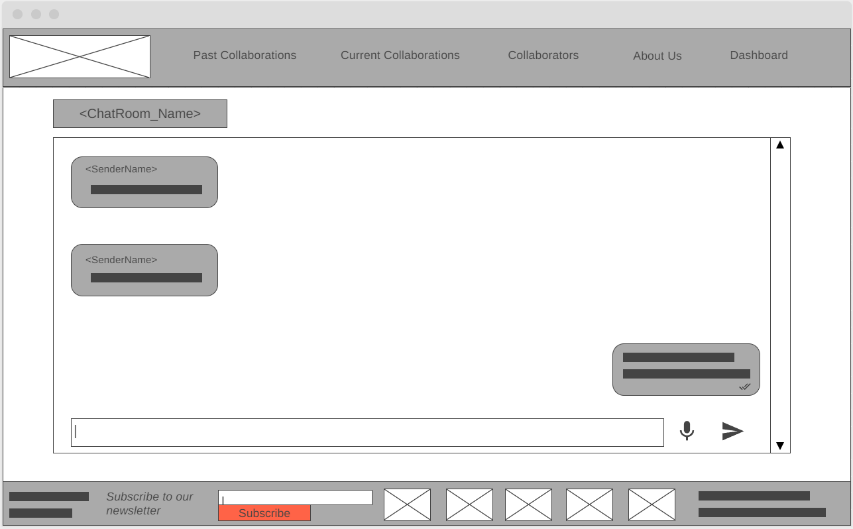 Past Collaborations
Current Collaborations
Collaborators
About Us
Dashboard
<ChatRoom_Name>
<SenderName>
<SenderName>
Subscribe to our
newsletter
Subscribe